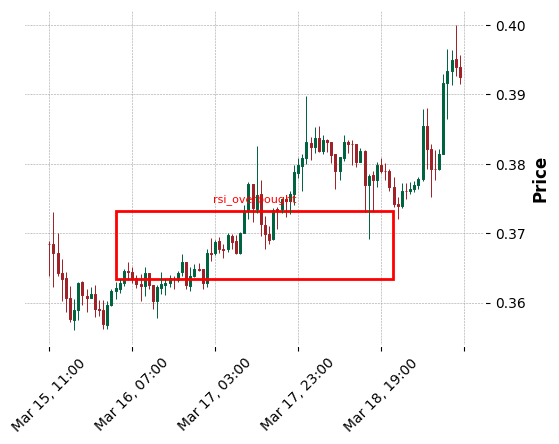 0.40
0.39
0.38
0.37
0.36
Price
rsi_overbought
Mar 15, 11:00
Mar 16, 07:00
Mar 17, 03:00
Mar 17, 23:00
Mar 18, 19:00